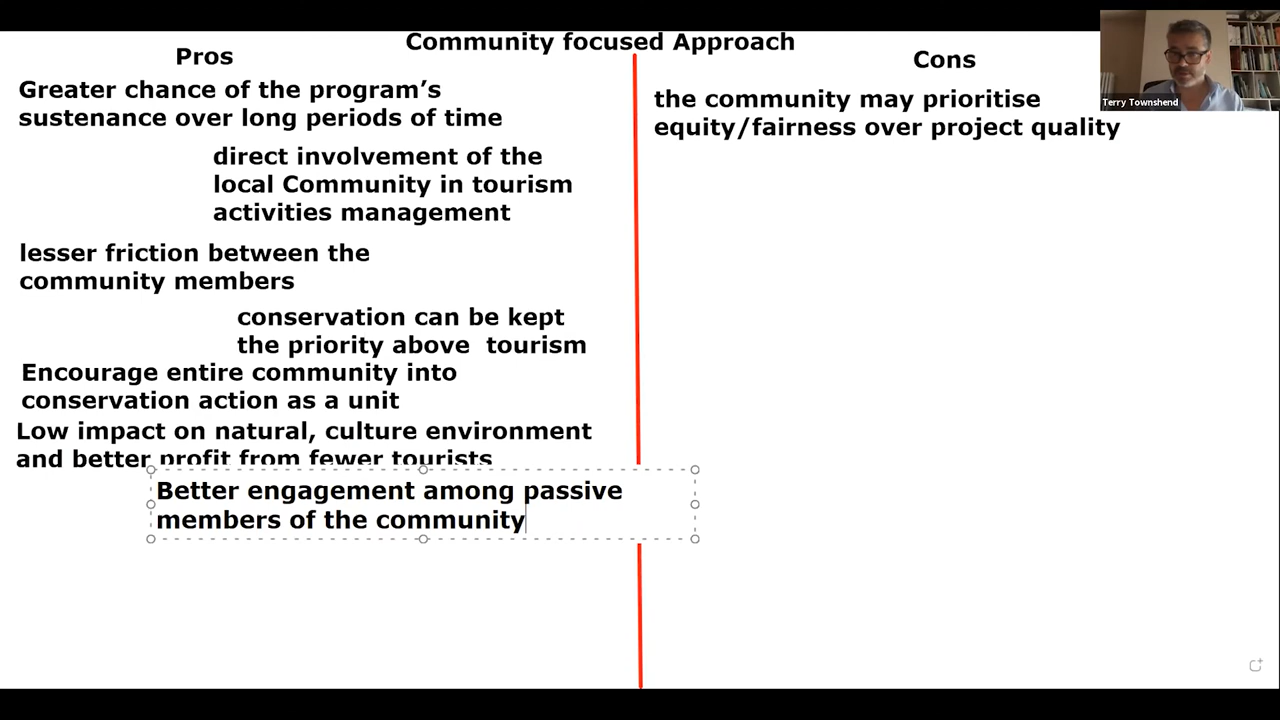 Community focused Approach
Pros
Greater chance of the program’s
sustenance over long periods of time
direct involvement of the
local Community in tourism
activities management
lesser friction between the
community members
conservation can be kept
the priority above  tourism
Encourage entire community into
conservation action as a unit
Low impact on natural, culture environment
and better profit from fewer tourists
Better engagement among passive
members of the community
Cons
the community may prioritise
equity/fairness over project quality
Terry Townshend